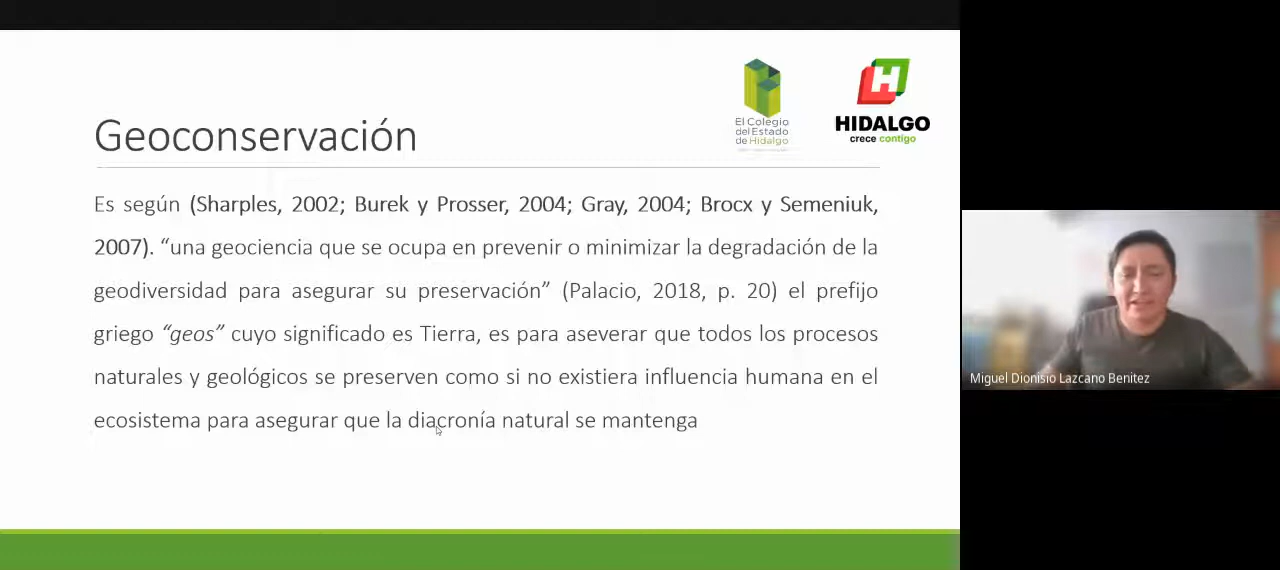 El Colegio
del Estado
de Hidalgo
H
HIDALGO
crece contigo
Geoconservación
Es según (Sharples, 2002; Burek y Prosser, 2004; Gray, 2004; Brocx y Semeniuk,
2007). “una geociencia que se ocupa en prevenir o minimizar la degradación de la
geodiversidad para asegurar su preservación” (Palacio, 2018, p. 20) el prefijo
griego “geos” cuyo significado es Tierra, es para aseverar que todos los procesos
naturales y geológicos se preserven como si no existiera influencia humana en el
ecosistema para asegurar que la diacronía natural se mantenga
Miguel Dionisio Lazcano Benitez